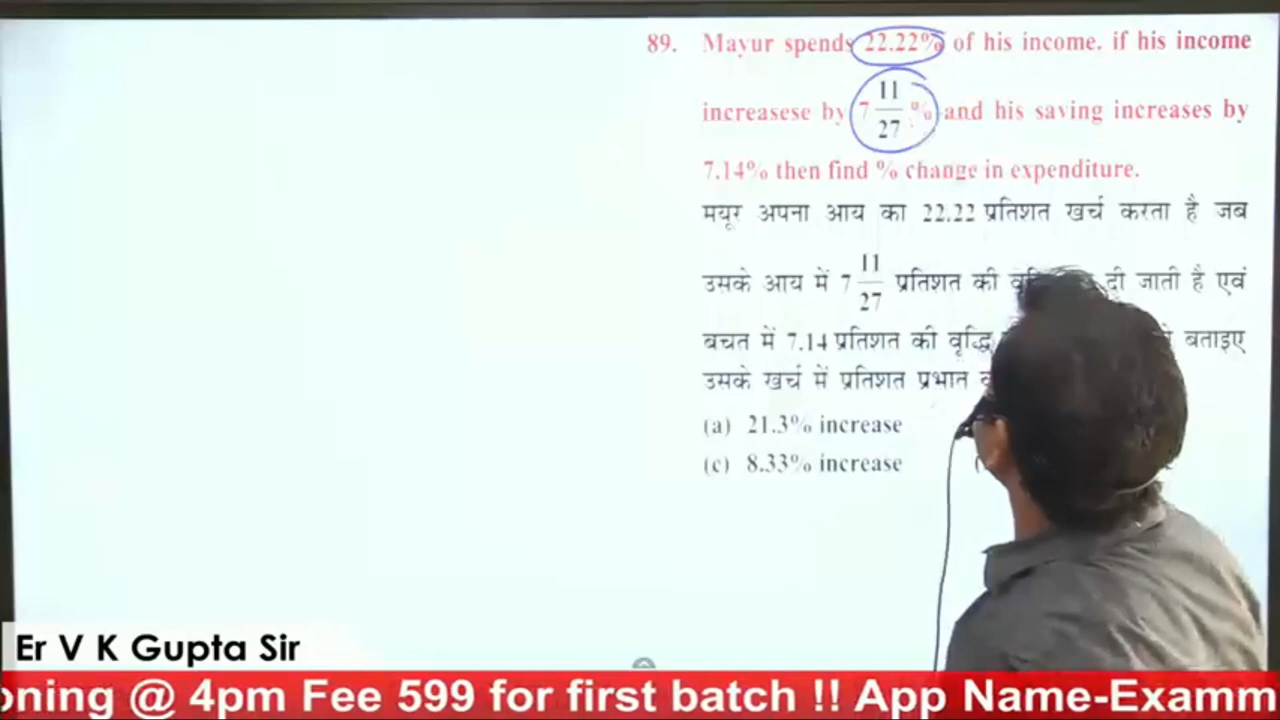 89. Mayur spends 22.22% of his income. if his income
increasese by 7 11/27 % and his saving increases by
7.14% then find % change in expenditure.
मयूर अपना आय का 22.22 प्रतिशत खर्च करता है जब
उसके आय में 7 11/27 प्रतिशत की दी जाती है एवं
बचत में 7.14 प्रतिशत की वृद्धि बताइए
उसके खर्च में प्रतिशत प्रभात
(a) 21.3% increase
(c) 8.33% increase
Er V K Gupta Sir
oning @ 4pm Fee 599 for first batch !! App Name-Examm